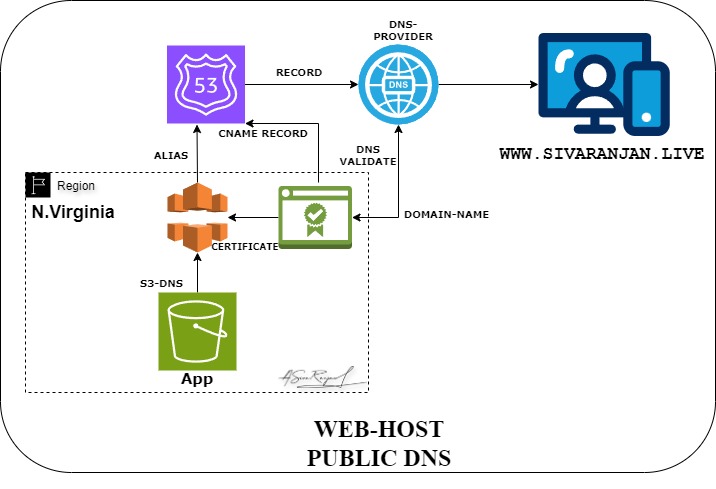 DNS-
PROVIDER
53
RECORD
DNS
CNAME RECORD
ALIAS
DNS
VALIDATE
WWW.SIVARANJAN.LIVE
Region
N.Virginia
DOMAIN-NAME
CERTIFICATE
S3-DNS
App
WEB-HOST
PUBLIC DNS